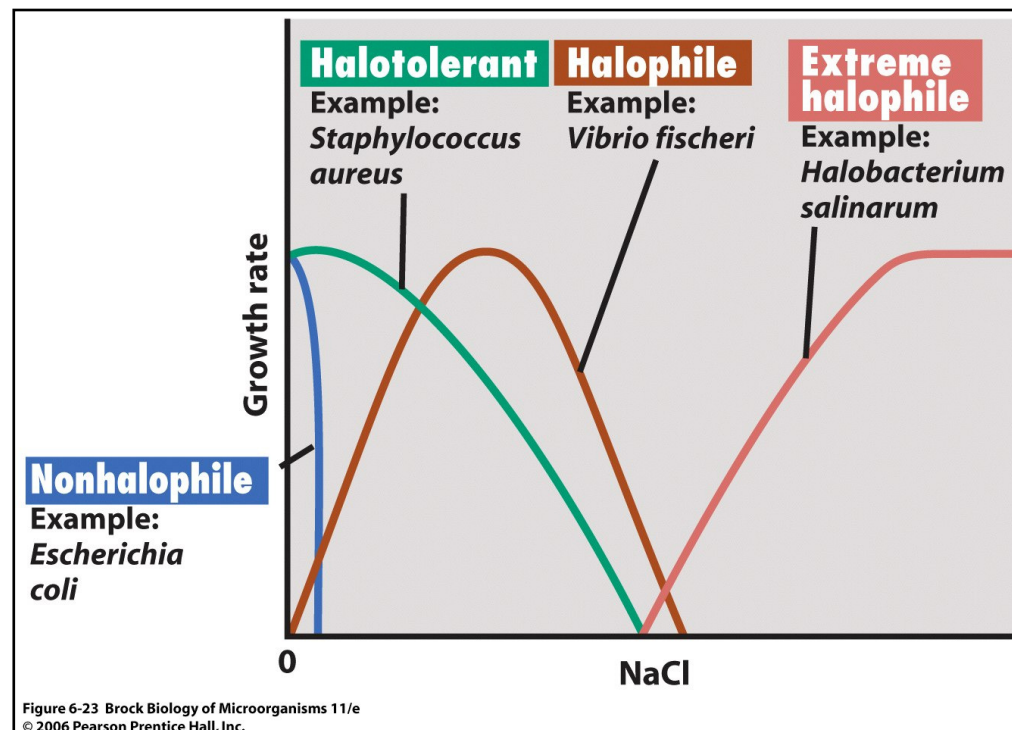 Halotolerant
Example:
Staphylococcus
aureus
Halophile
Example:
Vibrio fischeri
Extreme
halophile
Example:
Halobacterium
salinarum
Growth rate
Nonhalophile
Example:
Escherichia
coli
0
NaCl
Figure 6-23 Brock Biology of Microorganisms 11/e
© 2006 Pearson Prentice Hall, Inc.